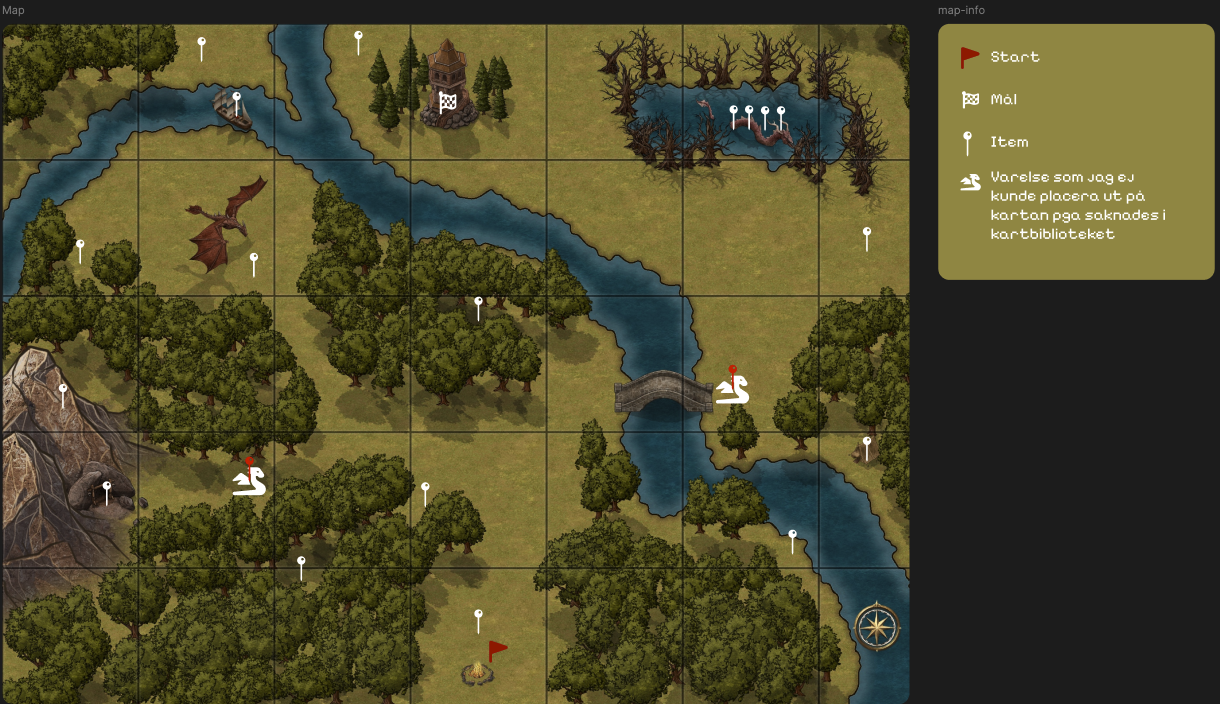 Map
map-info
Start
Mål
Item
Varelse som jag ej
kunde placera ut på
kartan pga saknades i
kartbiblioteket